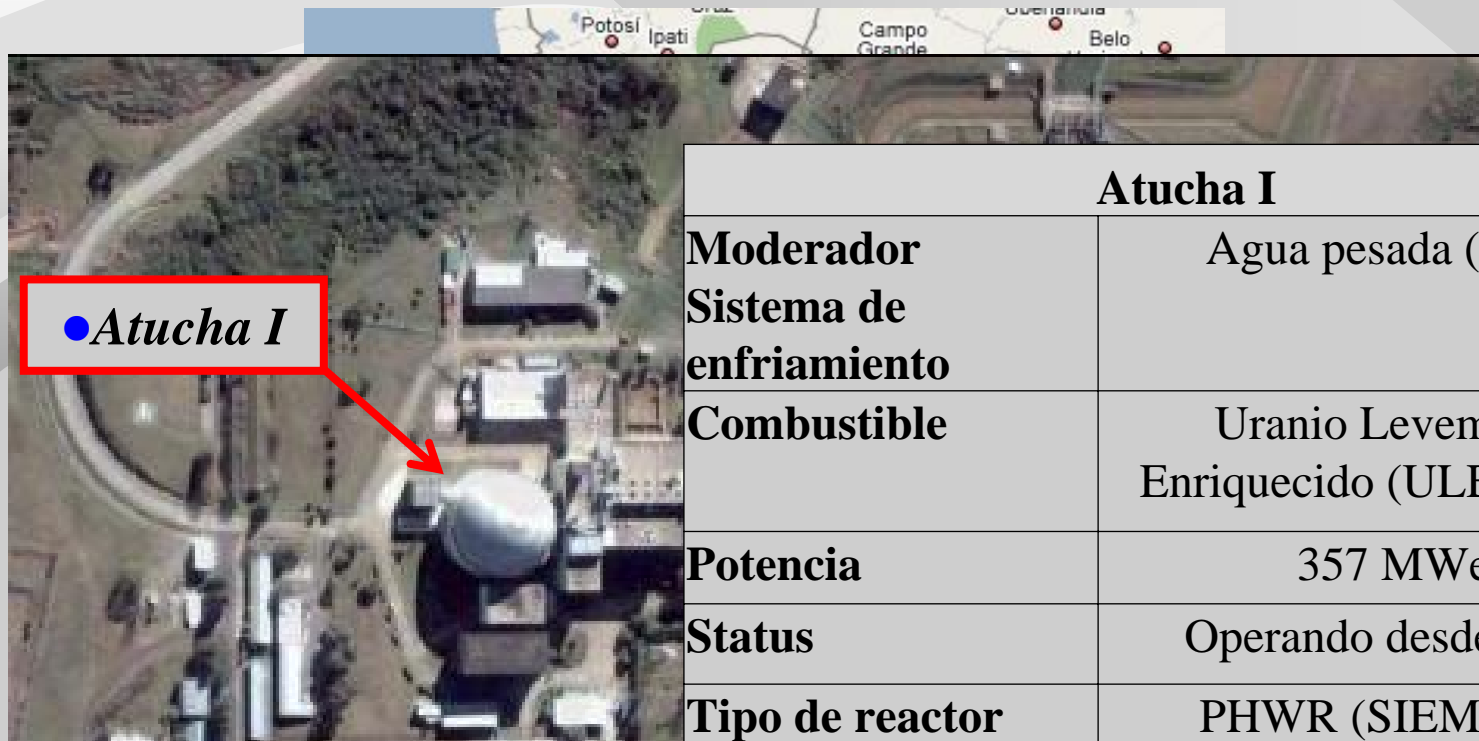 Potosí
Ipati
Campo
Grande
Belo
●Atucha I
Atucha I
Moderador
Sistema de
enfriamiento
Agua pesada (
Combustible
Uranio Leve
Enriquecido (UL
Potencia
357 MWe
Status
Operando desde
Tipo de reactor
PHWR (SIEM